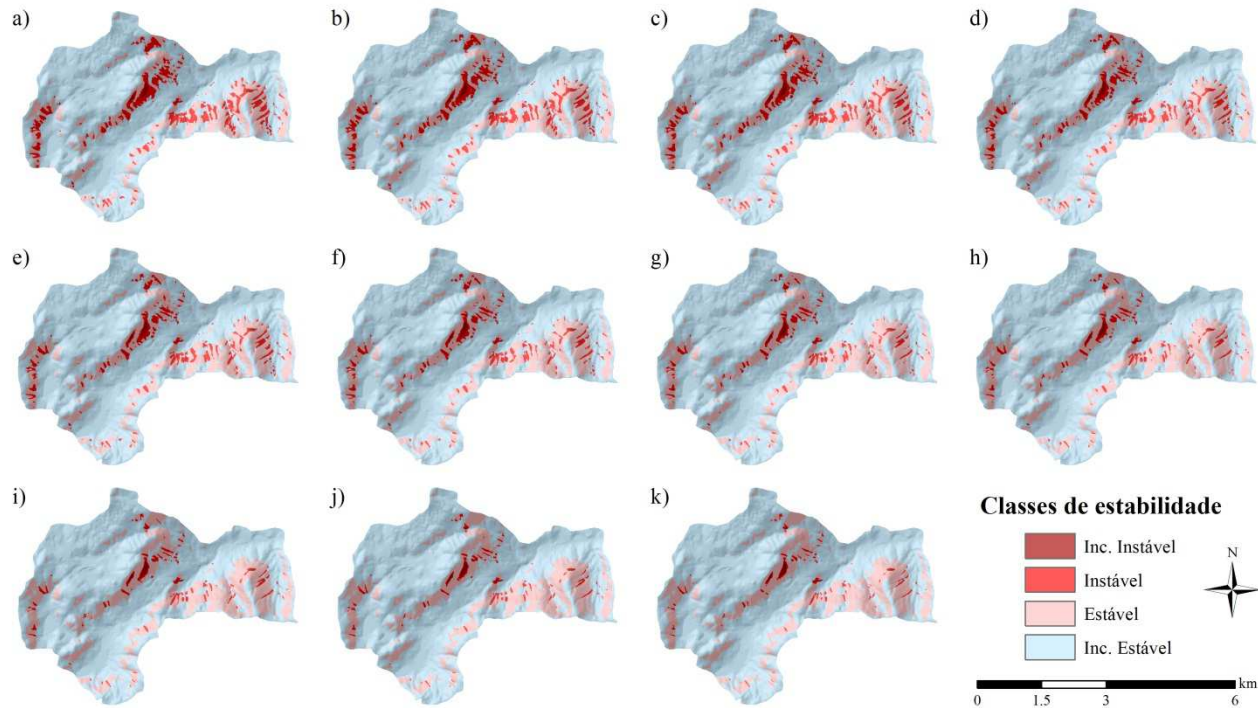 a)
b)
c)
d)
e)
f)
g)
h)
i)
j)
k)
Classes de estabilidade
Inc. Instável
Instável
Estável
Inc. Estável
N
km
0 1.5 3 6